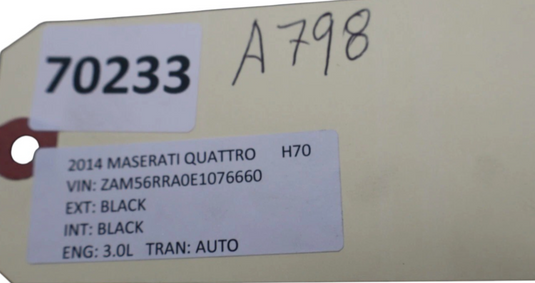 70233
A798
2014 MASERATI QUATTRO H70
VIN: ZAM56RRA0E1076660
EXT: BLACK
INT: BLACK
ENG: 3.0L TRAN: AUTO